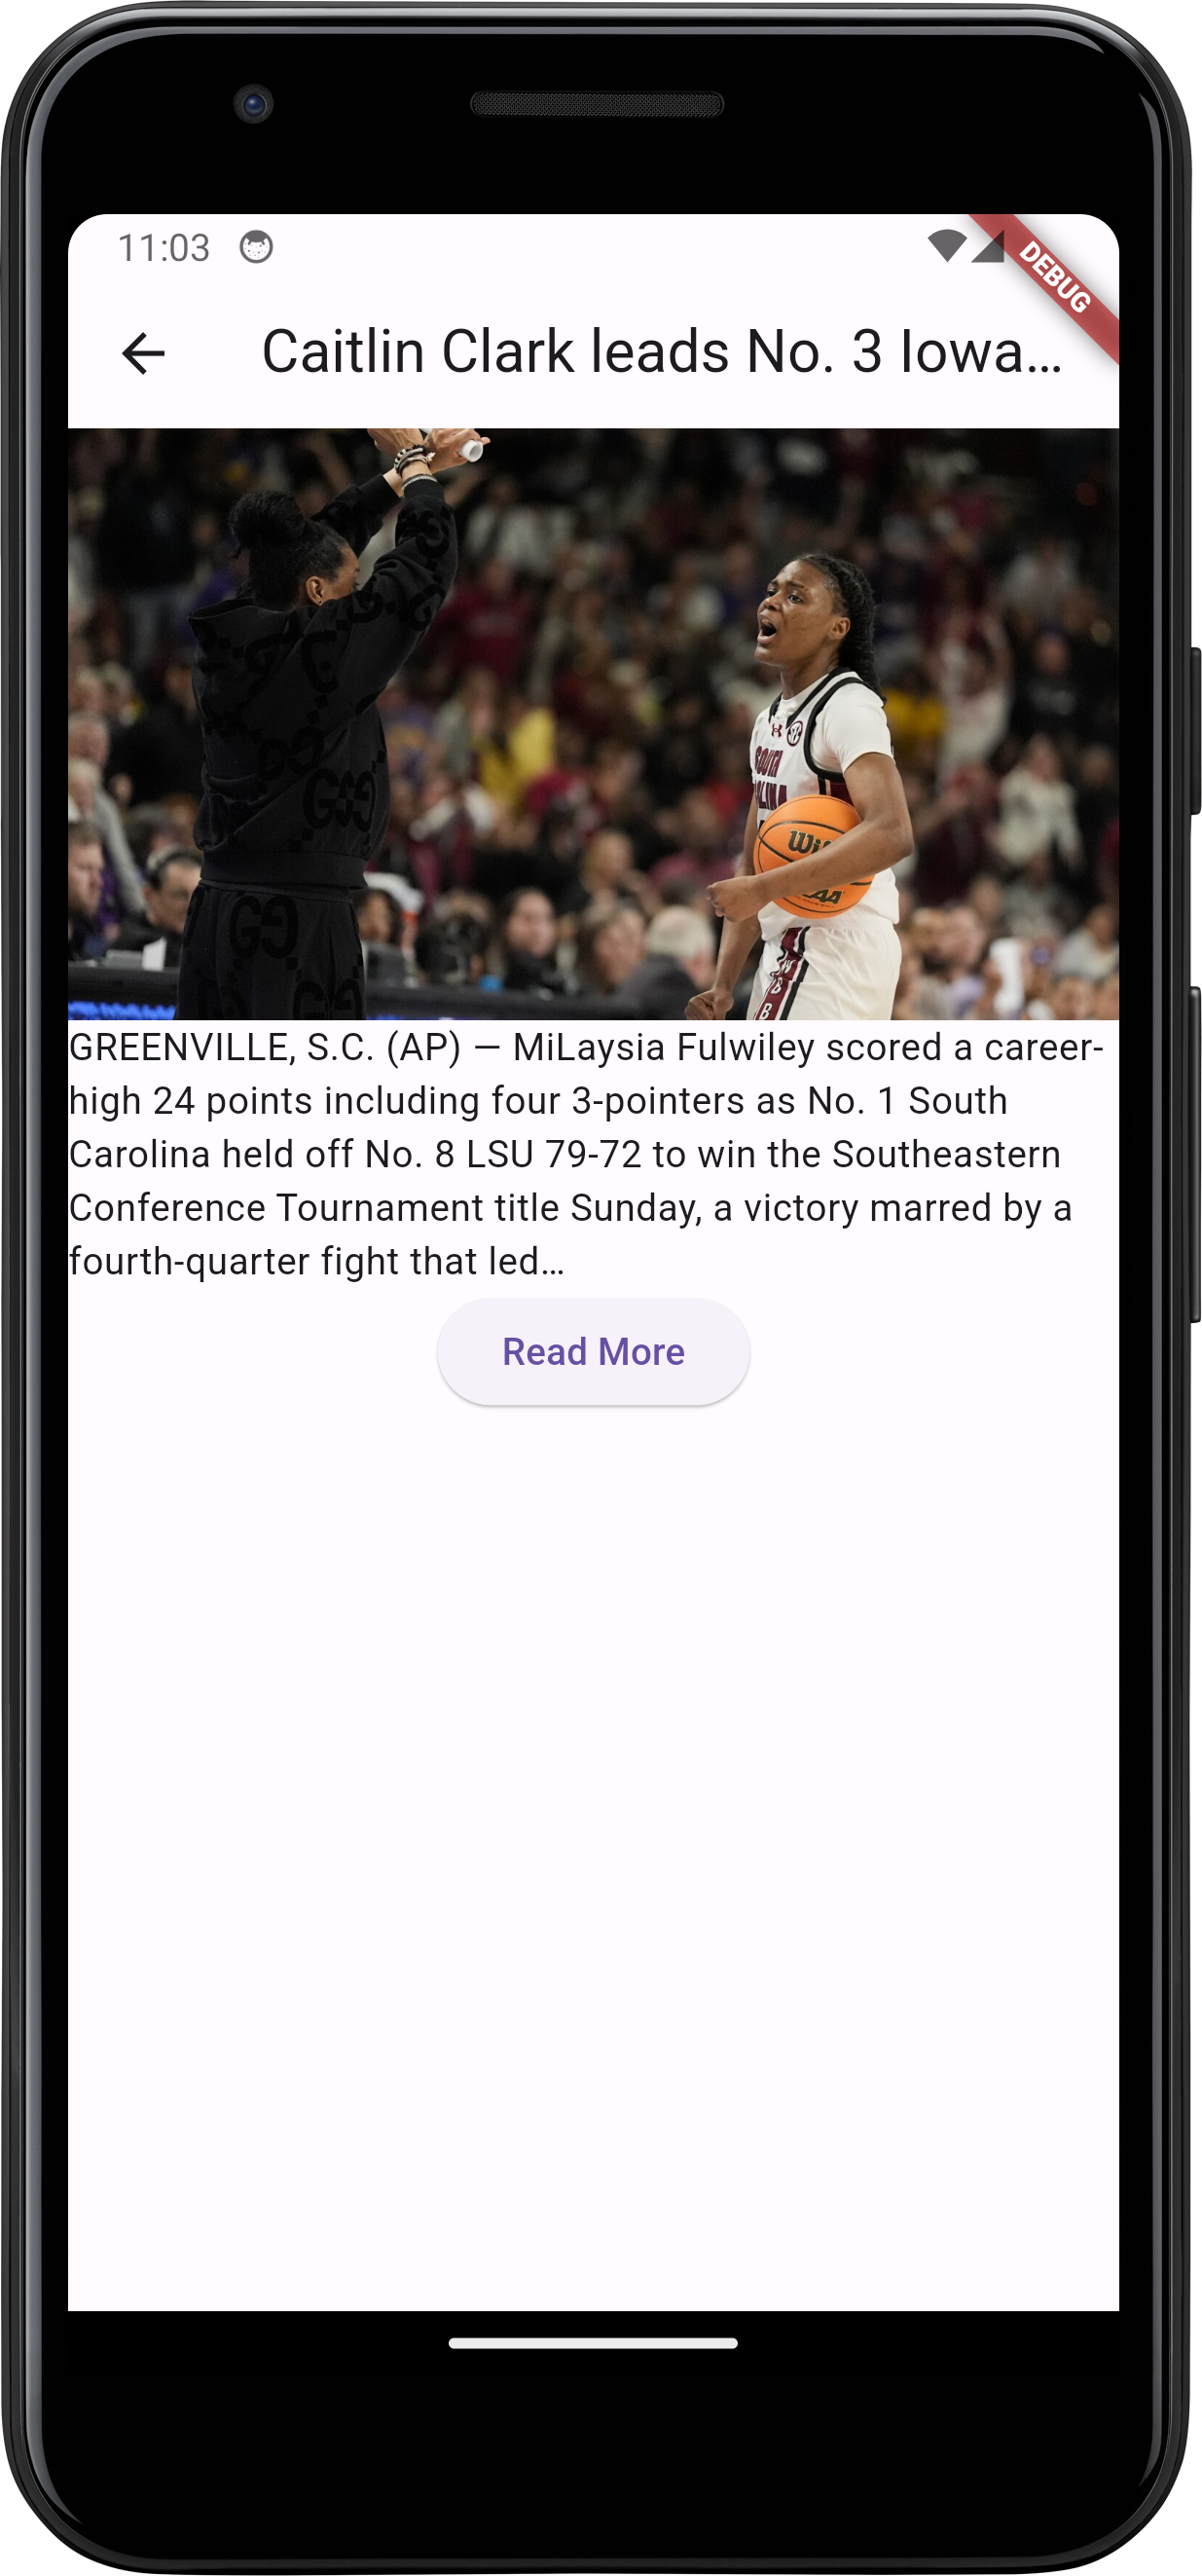 11:03
DEBUG
Caitlin Clark leads No. 3 Iowa…
GREENVILLE, S.C. (AP) — MiLaysia Fulwiley scored a career-
high 24 points including four 3-pointers as No. 1 South
Carolina held off No. 8 LSU 79-72 to win the Southeastern
Conference Tournament title Sunday, a victory marred by a
fourth-quarter fight that led…
Read More